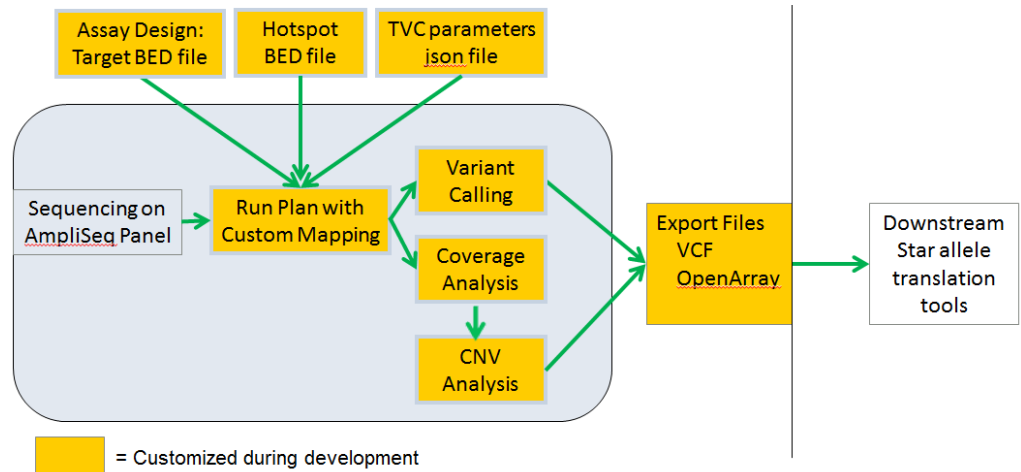 Assay Design:
Target BED file
Hotspot
BED file
TVC parameters
json file
Sequencing on
AmpliSeq Panel
Run Plan with
Custom Mapping
Variant
Calling
Coverage
Analysis
CNV
Analysis
Export Files
VCF
OpenArray
Downstream
Star allele
translation
tools
= Customized during development